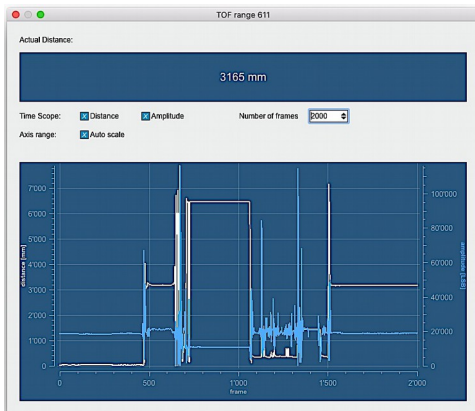 TOF range 611
Actual Distance:
3165 mm
Time Scope: Distance Amplitude Number of frames 2000
Axis range: Auto scale
7'000
6'000
5'000
4'000
3'000
2'000
1'000
0
distance [mm]
100'000
80'000
60'000
40'000
20'000
0
amplitude [LSB]
0 500 1'000 1'500 2'000
frame